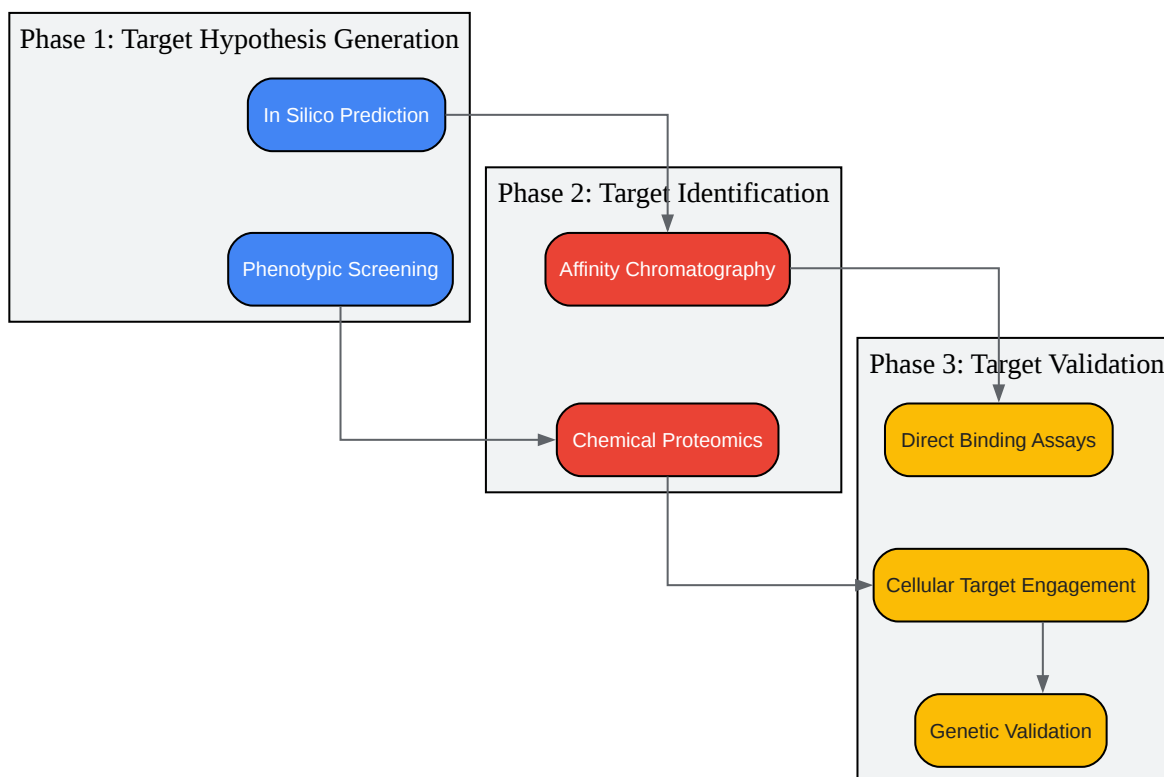 Phase 1: Target Hypothesis Generation
In Silico Prediction
Phenotypic Screening
Phase 2: Target Identification
Affinity Chromatography
Chemical Proteomics
Phase 3: Target Validation
Direct Binding Assays
Cellular Target Engagement
Genetic Validation